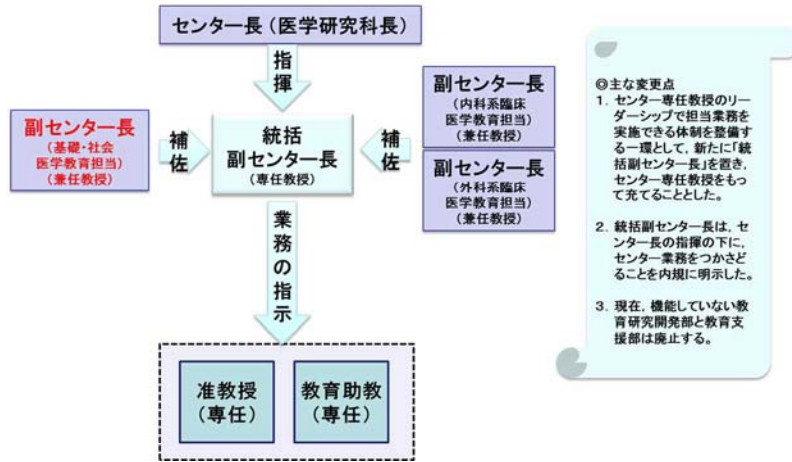 センター長(医学研究科長)
指揮
副センター長
(基礎・社会
医学教育担当)
(兼任教授)
補佐
統括
副センター長
(専任教授)
補佐
副センター長
(内科系臨床
医学教育担当)
(兼任教授)
副センター長
(外科系臨床
医学教育担当)
(兼任教授)
業務の指示
准教授
(専任)
教育助教
(専任)
◎主な変更点
1. センター専任教授のリー
ダーシップで担当業務を
実施できる体制を整備す
る一環として,新たに「統
括副センター長」を置き,
センター専任教授をもっ
て充てることとした。
2. 統括副センター長は,セ
ンター長の指揮の下に,
センター業務をつかさど
ることを内規に明示した。
3. 現在,機能していない教
育研究開発部と教育支
援部は廃止する。